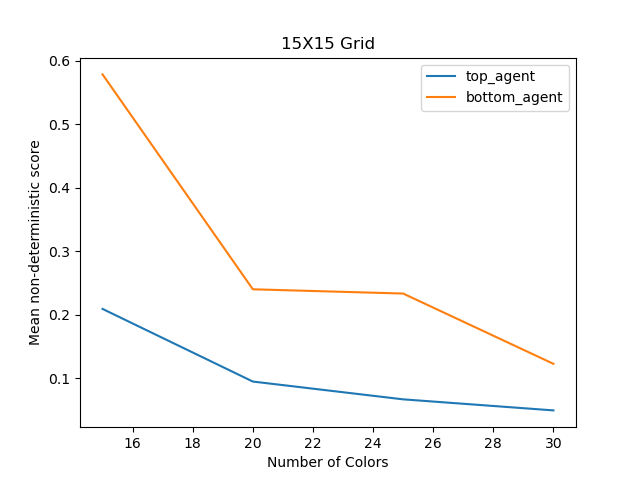 15X15 Grid
top_agent
bottom_agent
Mean non-deterministic score
0.6
0.5
0.4
0.3
0.2
0.1
16 18 20 22 24 26 28 30
Number of Colors